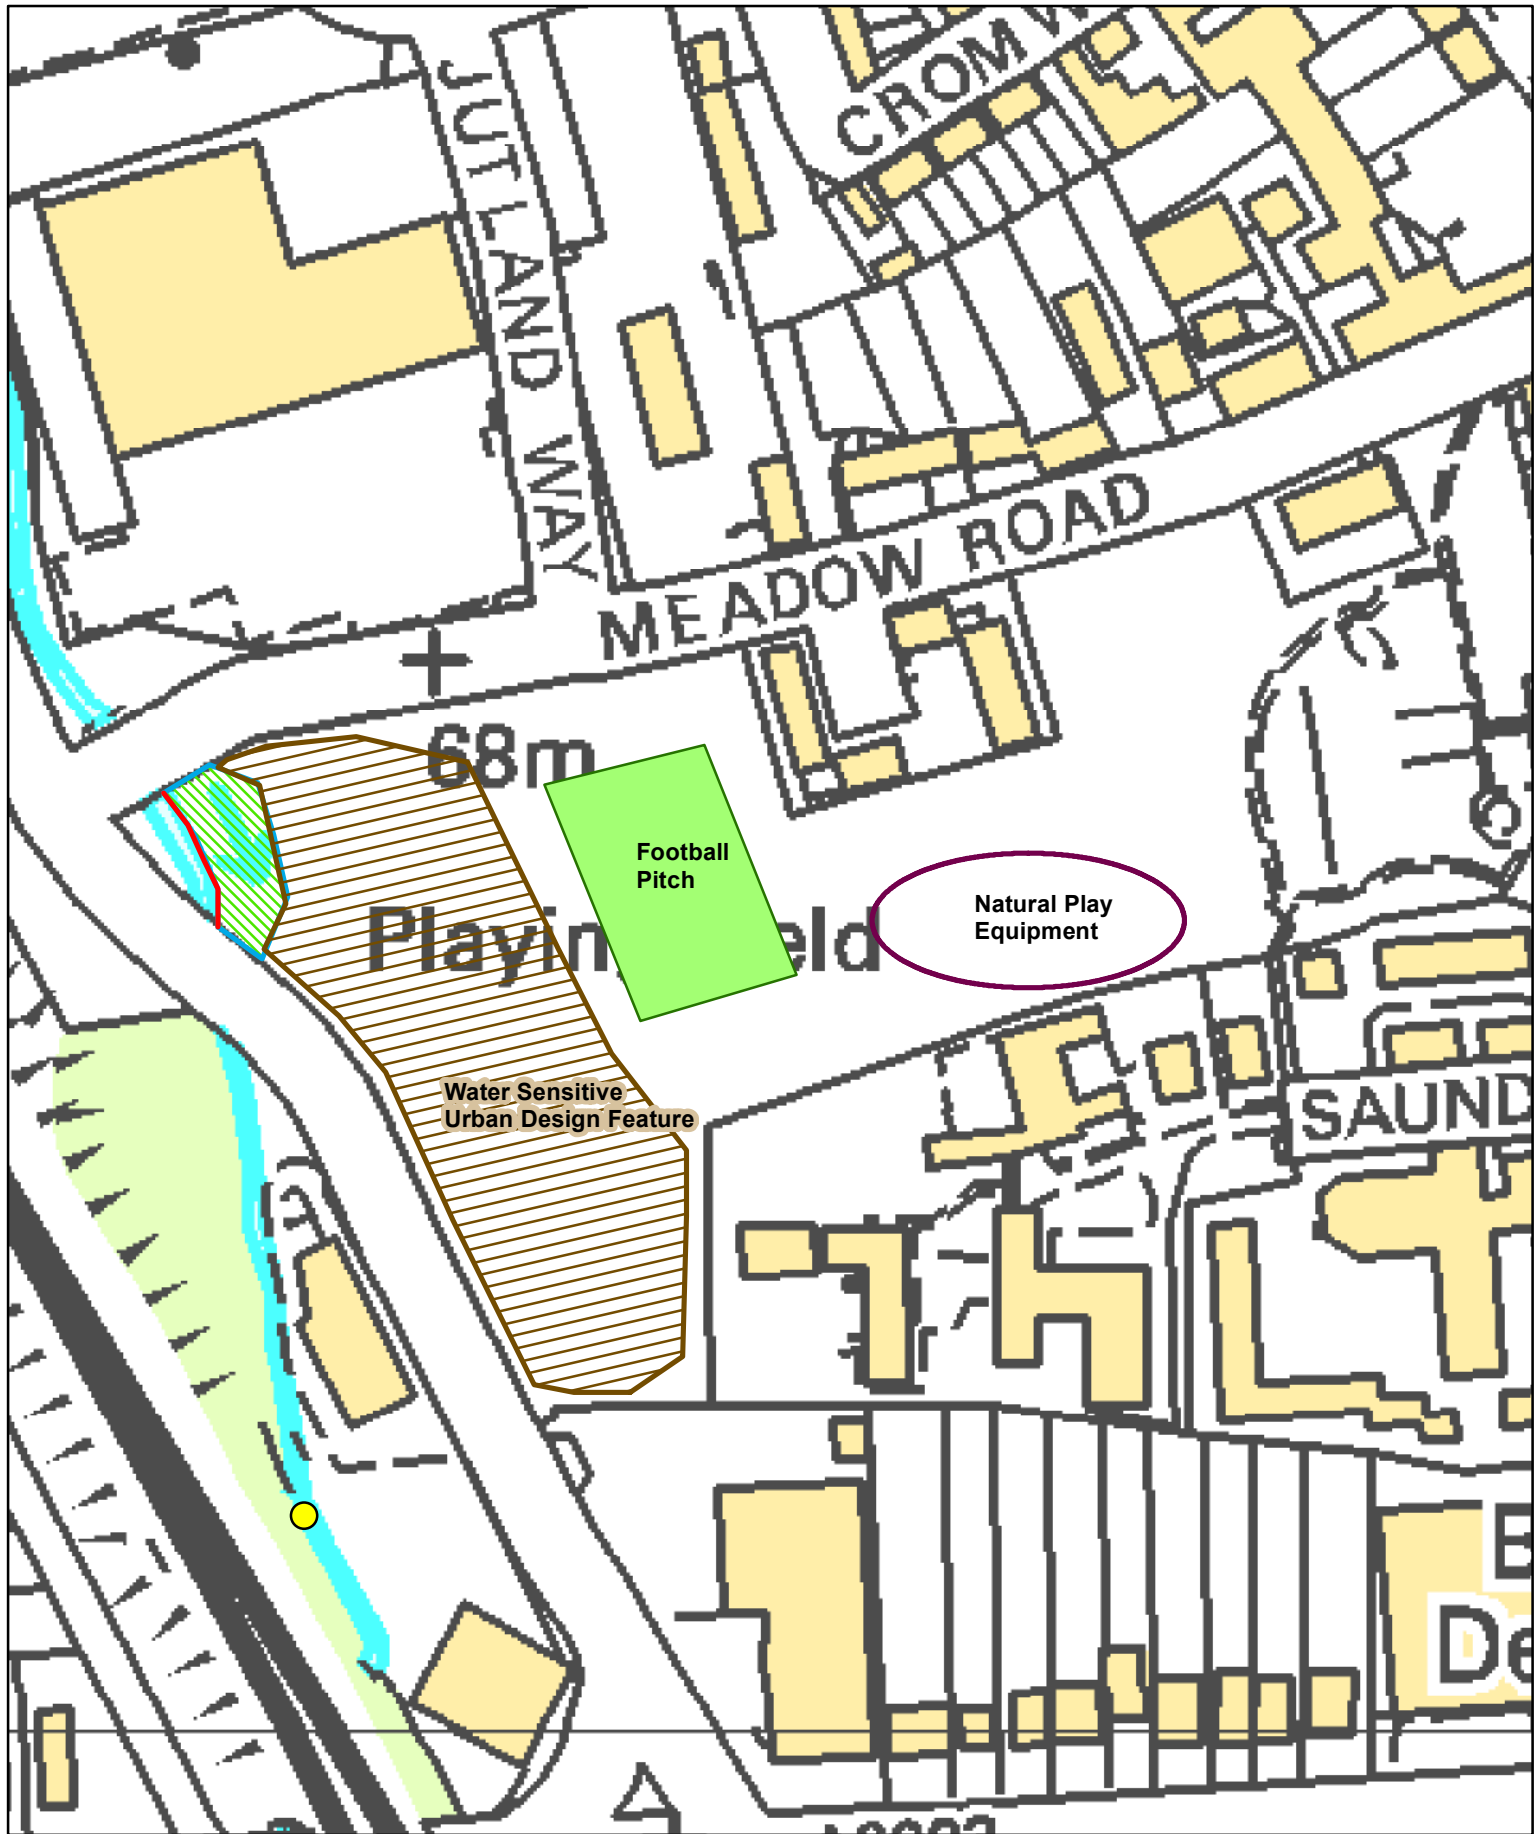 JUTLAND WAY
CROMW
MEADOW ROAD
68m
Football
Pitch
Natural Play
Equipment
Playin eld
Water Sensitive
Urban Design Feature
SAUND
B
De